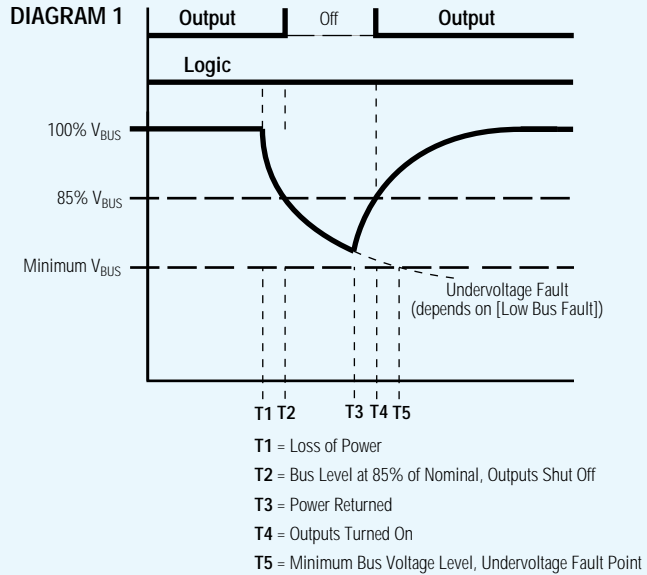 DIAGRAM 1
Output Off Output
Logic
100% VBUS
85% VBUS
Minimum VBUS
Undervoltage Fault
(depends on [Low Bus Fault])
T1 T2 T3 T4 T5
T1 = Loss of Power
T2 = Bus Level at 85% of Nominal, Outputs Shut Off
T3 = Power Returned
T4 = Outputs Turned On
T5 = Minimum Bus Voltage Level, Undervoltage Fault Point